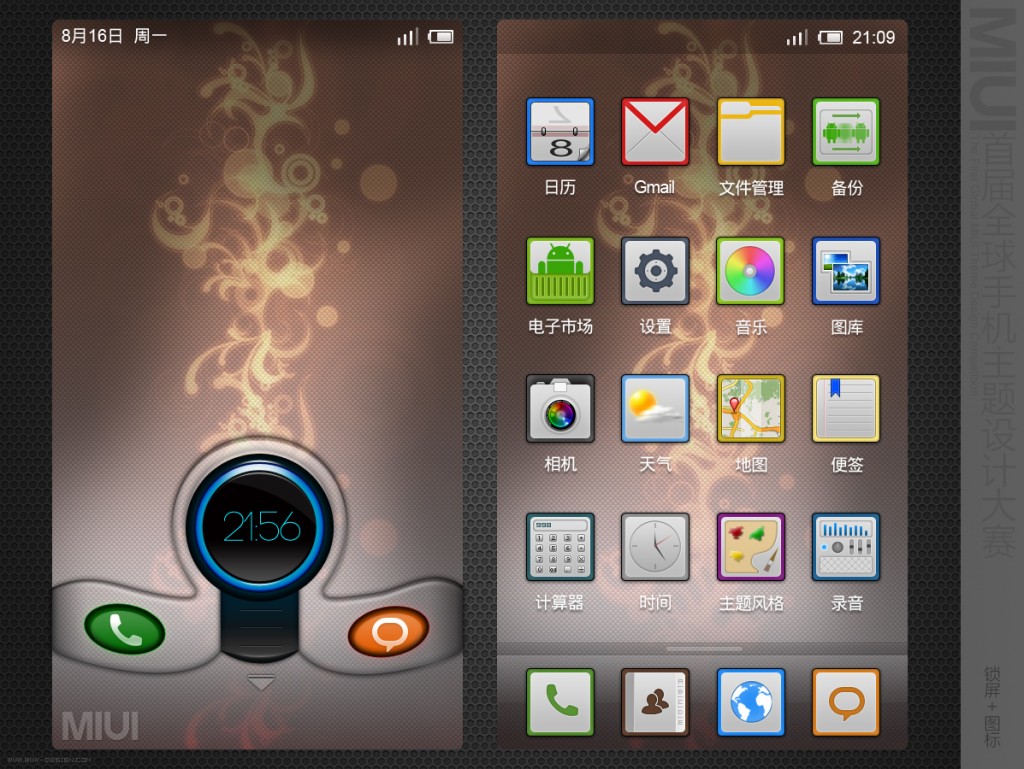 8月16日 周一
21:56
MIUI
21:09
8
日历
Gmail
文件管理
备份
电子市场
设置
音乐
图库
相机
天气
地图
便签
计算器
时间
主题风格
录音
MIUI首届全球手机主题设计大赛
锁屏+图标